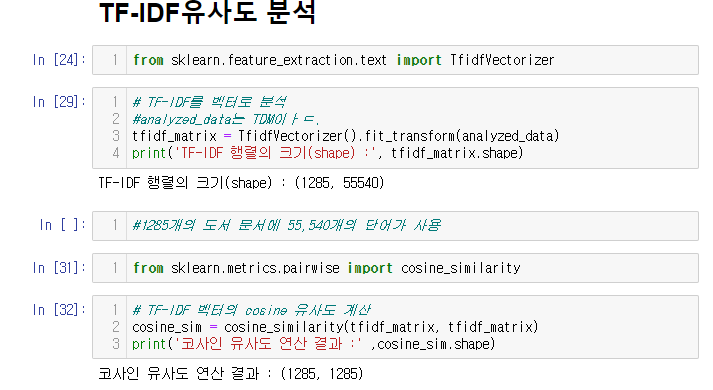 TF-IDF유사도 분석
In [24]: 1 from sklearn.feature_extraction.text import TfidfVectorizer
In [29]: 1 # TF-IDF를 벡터로 분석
2 #analyzed_data는 TDM이ㅏㄷ.
3 tfidf_matrix = TfidfVectorizer().fit_transform(analyzed_data)
4 print('TF-IDF 행렬의 크기(shape) :', tfidf_matrix.shape)
TF-IDF 행렬의 크기(shape) : (1285, 55540)
In [ ]: 1 #1285개의 도서 문서에 55,540개의 단어가 사용
In [31]: 1 from sklearn.metrics.pairwise import cosine_similarity
In [32]: 1 # TF-IDF 벡터의 cosine 유사도 계산
2 cosine_sim = cosine_similarity(tfidf_matrix, tfidf_matrix)
3 print('코사인 유사도 연산 결과 :' ,cosine_sim.shape)
코사인 유사도 연산 결과 : (1285, 1285)